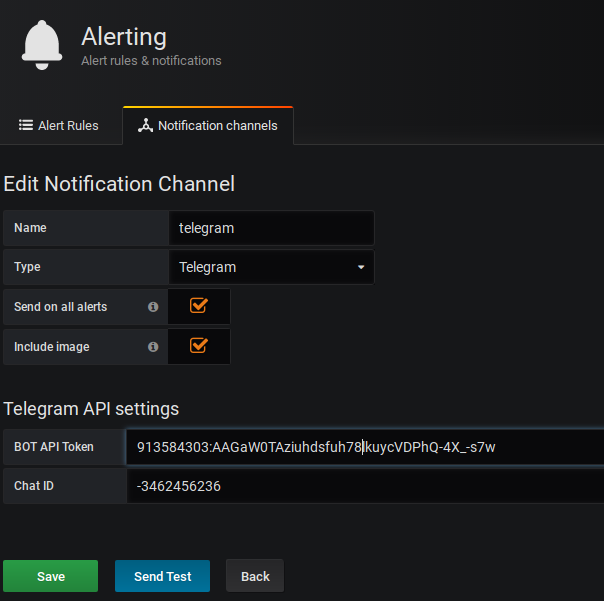 Alerting
Alert rules & notifications
Alert Rules
Notification channels
Edit Notification Channel
Name telegram
Type Telegram
Send on all alerts
Include image
Telegram API settings
BOT API Token 913584303:AAGaW0TAziuhdsfuh78lkuycVDPhQ-4X_-s7w
Chat ID -3462456236
Save Send Test Back